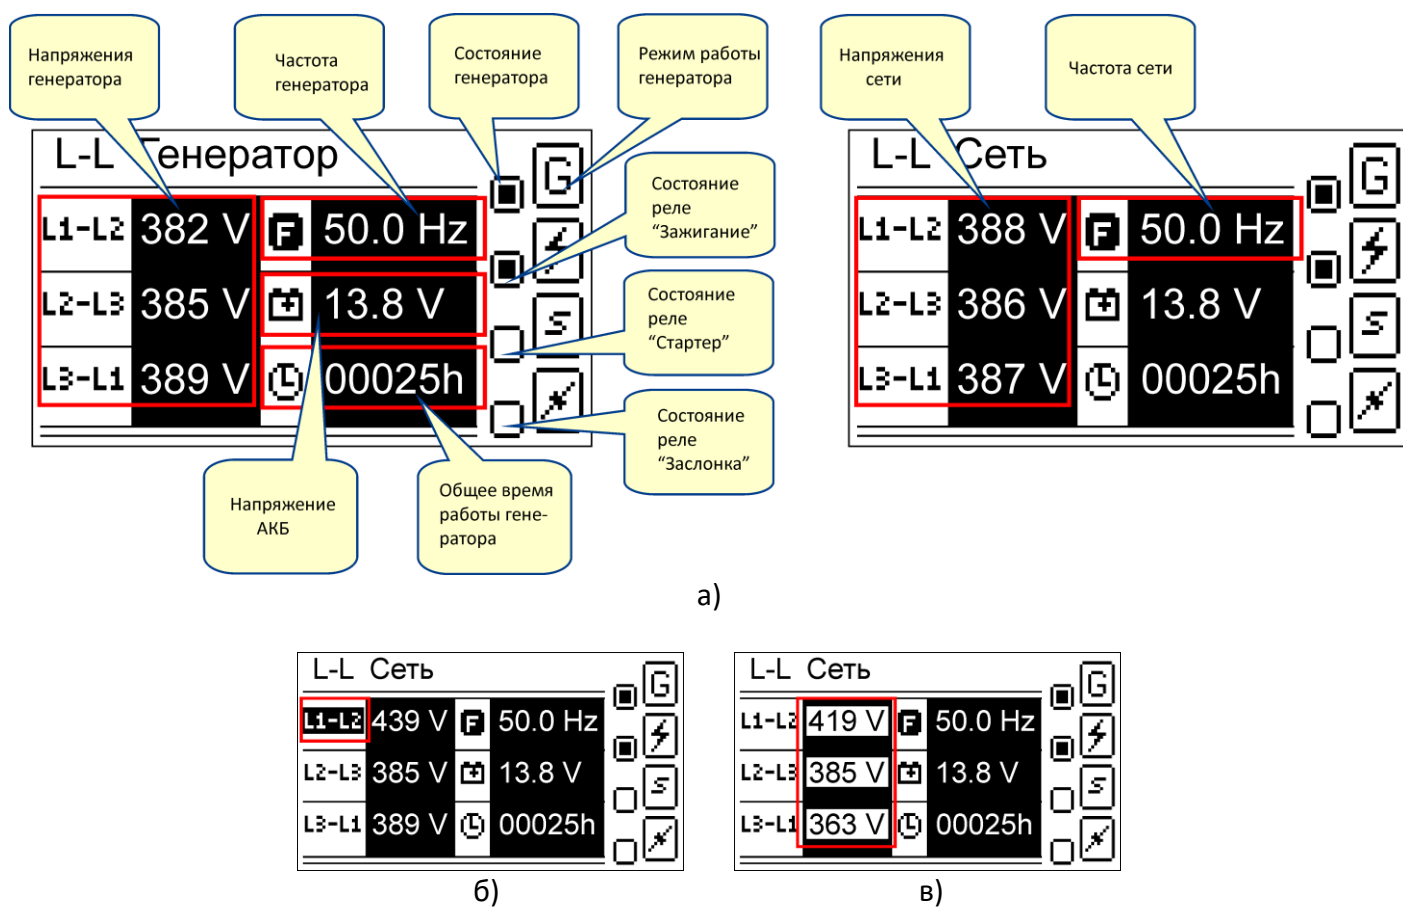 Напряжения
генератора
Частота
генератора
Состояние
генератора
Режим работы
генератора
Напряжения
сети
Частота сети
L-L Генератор
G
L1-L2 382 V F 50.0 Hz
L2-L3 385 V 13.8 V
S
L3-L1 389 V 00025h
Состояние
реле
“Зажигание”
Состояние
реле
“Стартер”
Состояние
реле
“Заслонка”
Напряжение
АКБ
Общее время
работы гене-
ратора
L-L Сеть
G
L1-L2 388 V F 50.0 Hz
L2-L3 386 V 13.8 V
S
L3-L1 387 V 00025h
а)
L-L Сеть
G
L1-L2 439 V F 50.0 Hz
L2-L3 385 V 13.8 V
S
L3-L1 389 V 00025h
б)
L-L Сеть
G
L1-L2 419 V F 50.0 Hz
L2-L3 385 V 13.8 V
S
L3-L1 363 V 00025h
в)